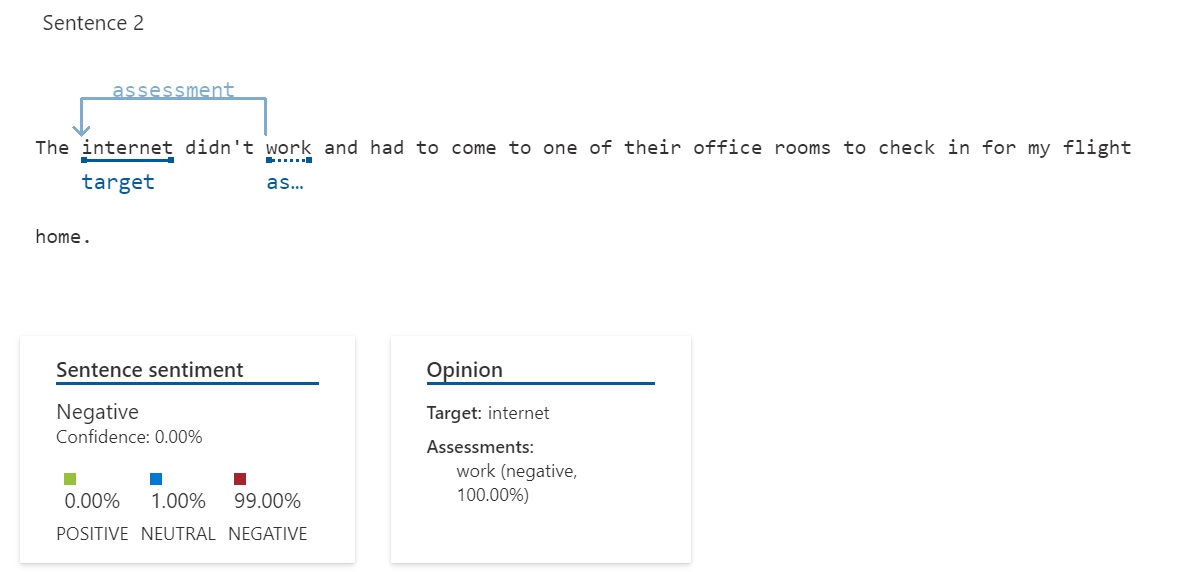 Sentence 2
assessment
The internet didn't work and had to come to one of their office rooms to check in for my flight
target as…
home.
Sentence sentiment
Negative
Confidence: 0.00%
0.00% 1.00% 99.00%
POSITIVE NEUTRAL NEGATIVE
Opinion
Target: internet
Assessments:
work (negative,
100.00%)